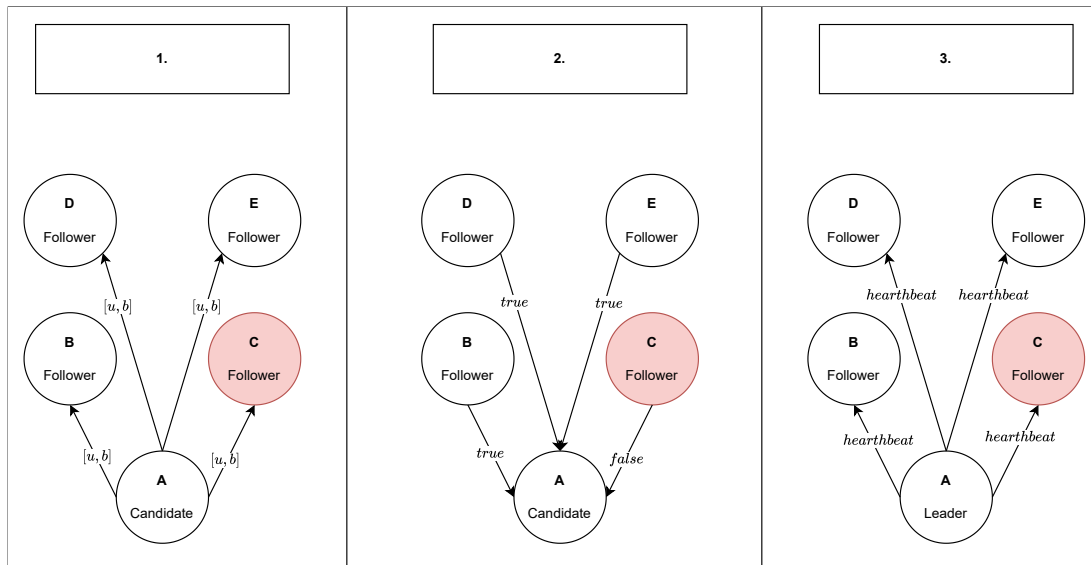 1.
D
Follower
E
Follower
[u, b]
[u, b]
B
Follower
C
Follower
[u, b]
[u, b]
A
Candidate
2.
D
Follower
E
Follower
true
true
B
Follower
C
Follower
true
false
A
Candidate
3.
D
Follower
E
Follower
hearthbeat
hearthbeat
B
Follower
C
Follower
hearthbeat
hearthbeat
A
Leader